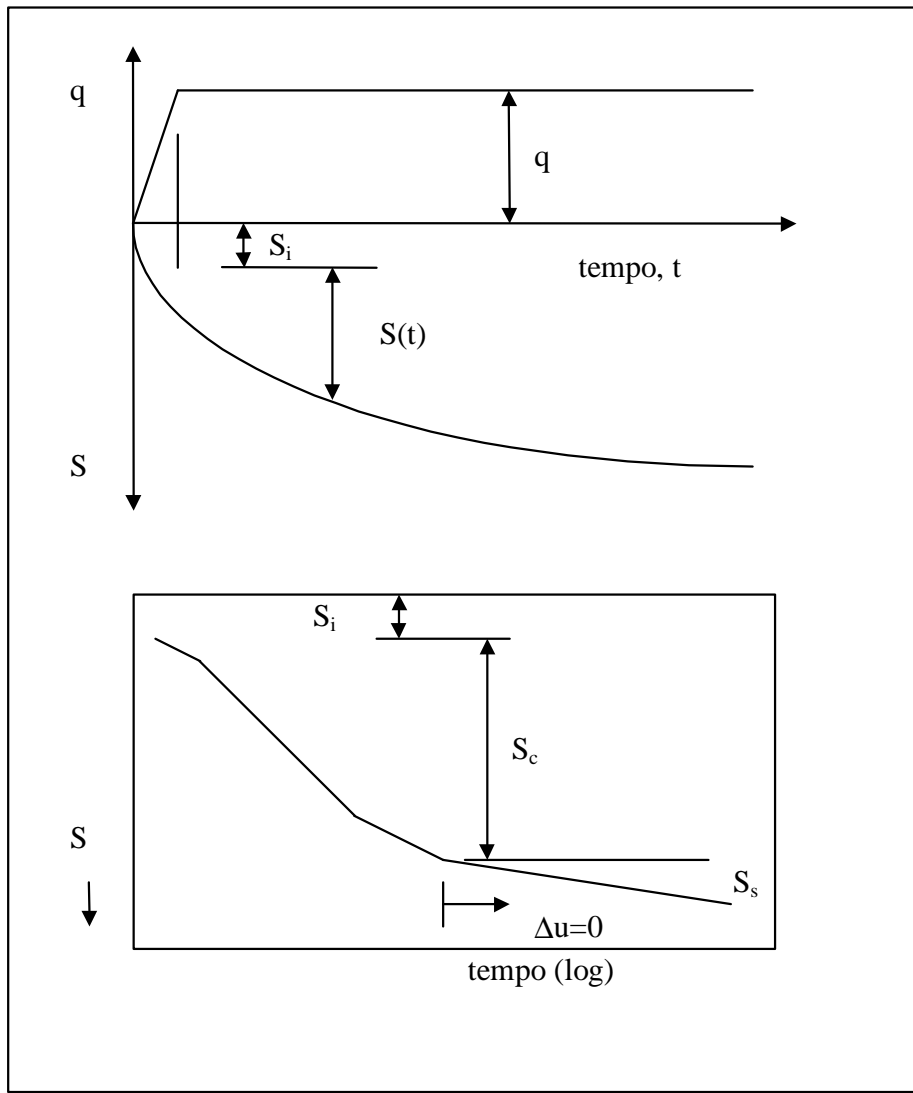 q
q
S_i
tempo, t
S(t)
S
S_i
S_c
S
S_s
Δu=0
tempo (log)